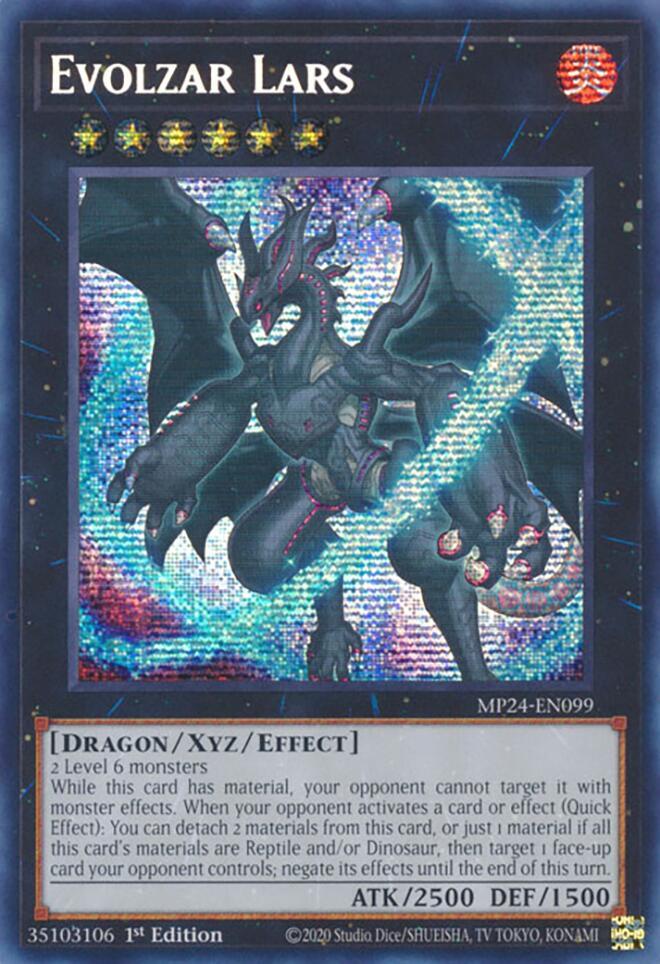 EVOLZAR LARS
炎
MP24-EN099
[DRAGON/XYZ/EFFECT]
2 Level 6 monsters
While this card has material, your opponent cannot target it with
monster effects. When your opponent activates a card or effect (Quick
Effect): You can detach 2 materials from this card, or just 1 material if all
this card's materials are Reptile and/or Dinosaur, then target 1 face-up
card your opponent controls; negate its effects until the end of this turn.
ATK/2500 DEF/1500
35103106 1st Edition ©2020 Studio Dice/SHUEISHA, TV TOKYO, KONAMI